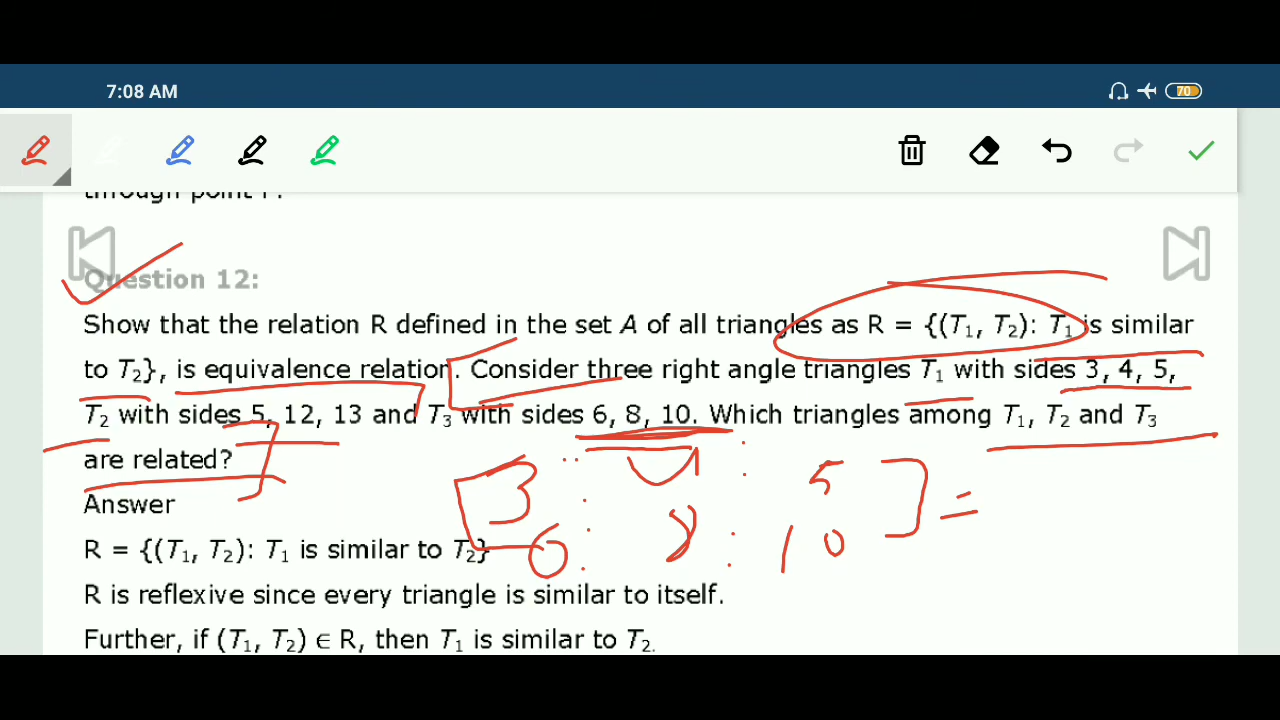 7:08 AM
70
through point P.
Question 12:
Show that the relation R defined in the set A of all triangles as R = {(T₁, T₂): T₁ is similar
to T₂}, is equivalence relation. Consider three right angle triangles T₁ with sides 3, 4, 5,
T₂ with sides 5, 12, 13 and T₃ with sides 6, 8, 10. Which triangles among T₁, T₂ and T₃
are related?
3 : 4 : 5 =
6 : 8 : 10
Answer
R = {(T₁, T₂): T₁ is similar to T₂}
R is reflexive since every triangle is similar to itself.
Further, if (T₁, T₂) ∈ R, then T₁ is similar to T₂.